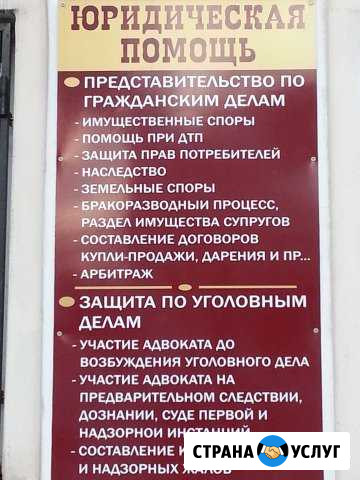 ЮРИДИЧЕСКАЯ
ПОМОЩЬ
ПРЕДСТАВИТЕЛЬСТВО ПО
ГРАЖДАНСКИМ ДЕЛАМ
- ИМУЩЕСТВЕННЫЕ СПОРЫ
- ПОМОЩЬ ПРИ ДТП
- ЗАЩИТА ПРАВ ПОТРЕБИТЕЛЕЙ
- НАСЛЕДСТВО
- ЗЕМЕЛЬНЫЕ СПОРЫ
- БРАКОРАЗВОДНЫЙ ПРОЦЕСС,
РАЗДЕЛ ИМУЩЕСТВА СУПРУГОВ
- СОСТАВЛЕНИЕ ДОГОВОРОВ
КУПЛИ-ПРОДАЖИ, ДАРЕНИЯ И ПР...
- АРБИТРАЖ
ЗАЩИТА ПО УГОЛОВНЫМ
ДЕЛАМ
- УЧАСТИЕ АДВОКАТА ДО
ВОЗБУЖДЕНИЯ УГОЛОВНОГО ДЕЛА
- УЧАСТИЕ АДВОКАТА НА
ПРЕДВАРИТЕЛЬНОМ СЛЕДСТВИИ,
ДОЗНАНИИ, СУДЕ ПЕРВОЙ И
НАДЗОРНОЙ ИНСТАНЦИЙ
- СОСТАВЛЕНИЕ
И НАДЗОРНЫХ ЖАЛОБ
СТРАНА УСЛУГ